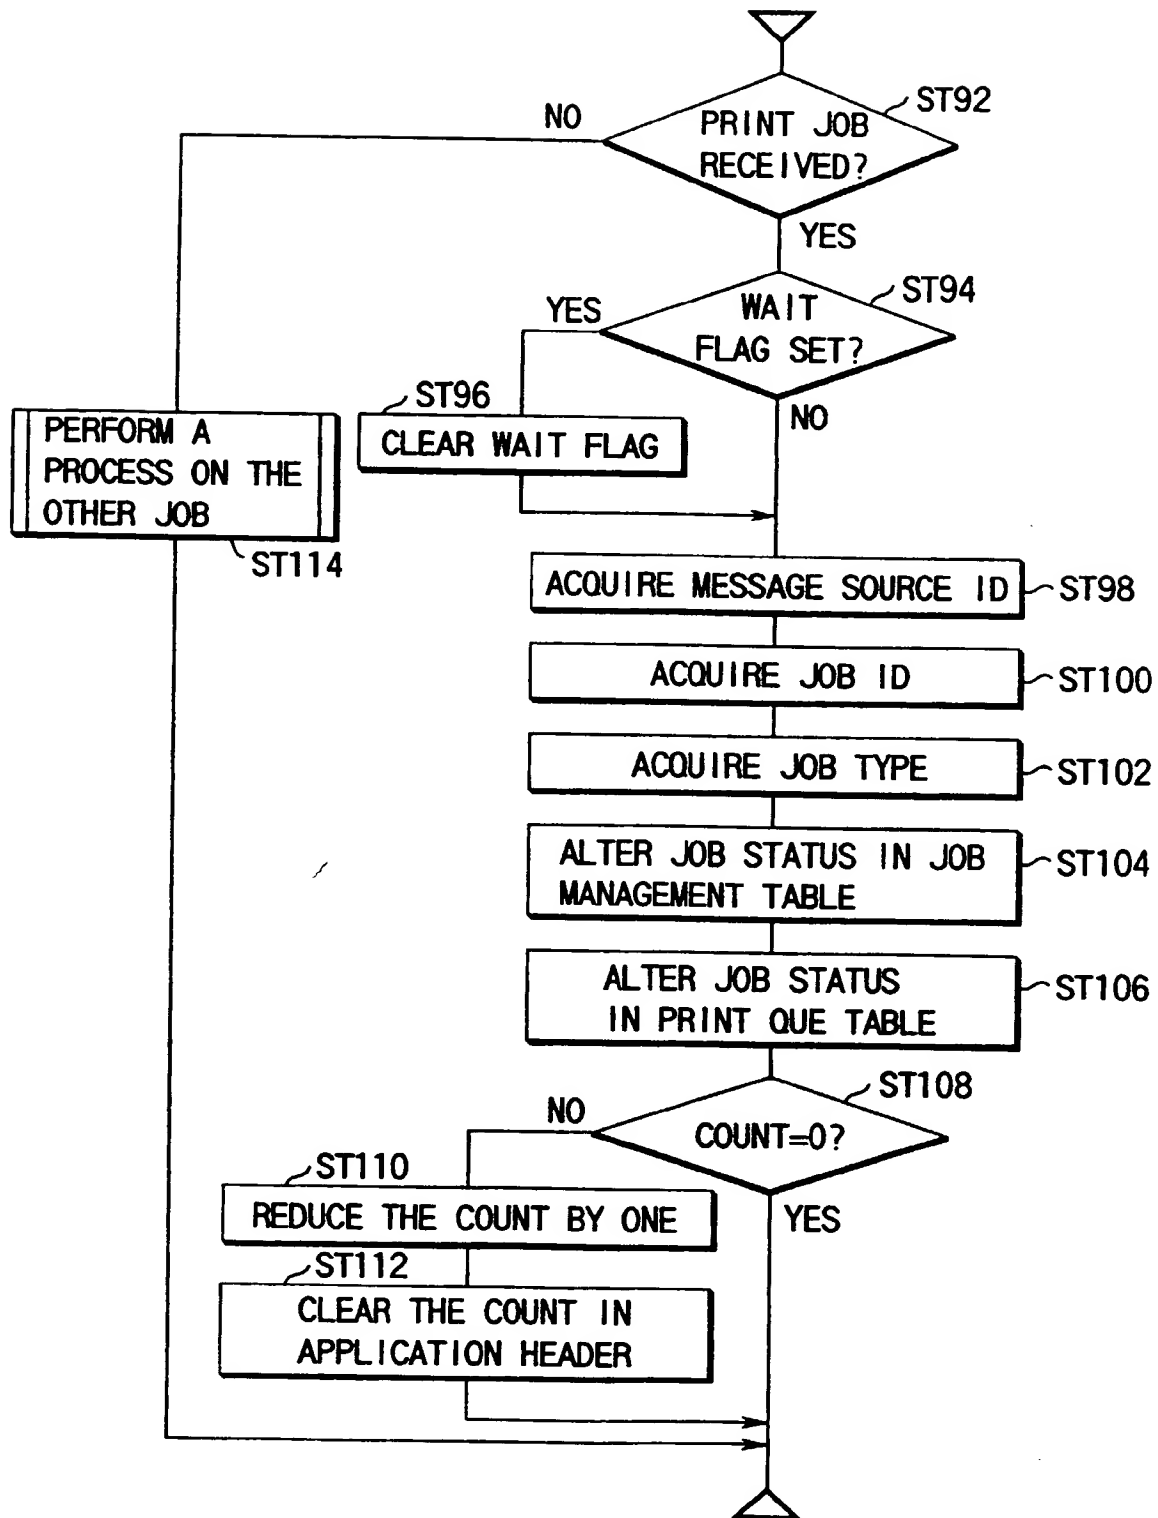 ST92
NO
PRINT JOB
RECEIVED?
YES
ST94
YES
WAIT
FLAG SET?
ST96
NO
CLEAR WAIT FLAG
PERFORM A
PROCESS ON THE
OTHER JOB
ST114
ACQUIRE MESSAGE SOURCE ID
ST98
ACQUIRE JOB ID
ST100
ACQUIRE JOB TYPE
ST102
ALTER JOB STATUS IN JOB
MANAGEMENT TABLE
ST104
ALTER JOB STATUS
IN PRINT QUE TABLE
ST106
ST108
NO
COUNT=0?
ST110
YES
REDUCE THE COUNT BY ONE
ST112
CLEAR THE COUNT IN
APPLICATION HEADER